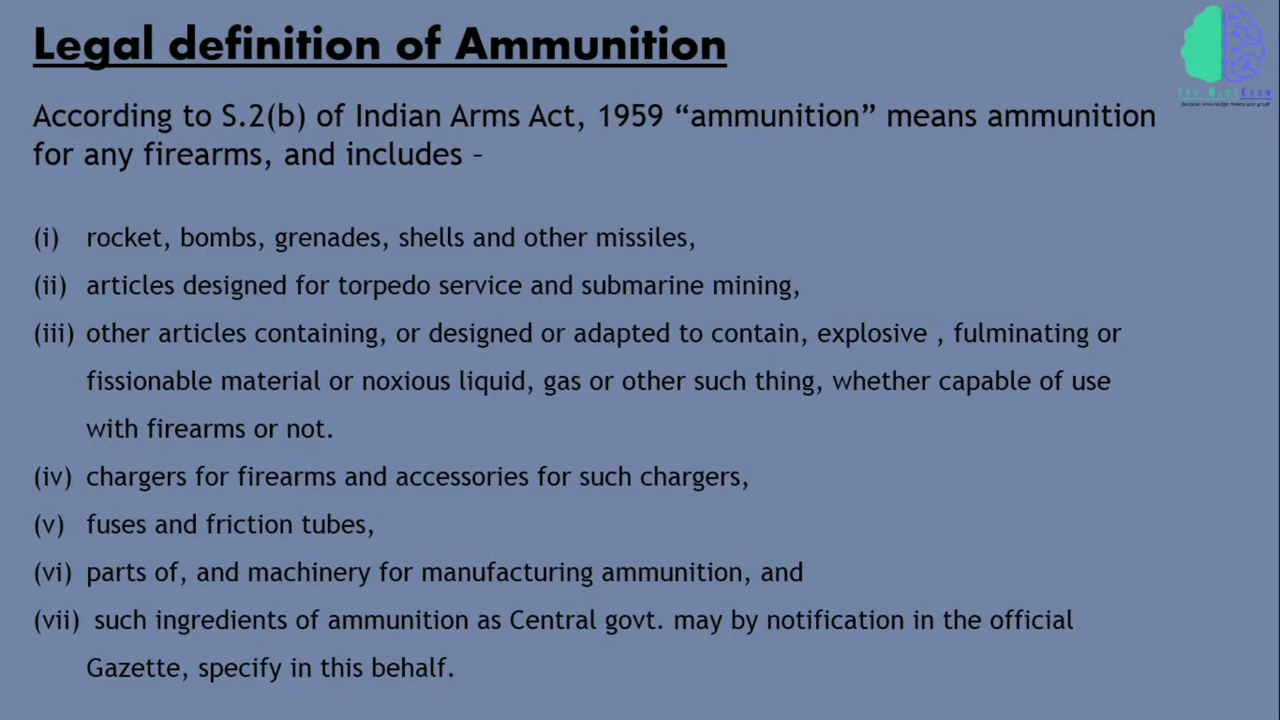 Legal definition of Ammunition
According to S.2(b) of Indian Arms Act, 1959 “ammunition” means ammunition
for any firearms, and includes –
(i) rocket, bombs, grenades, shells and other missiles,
(ii) articles designed for torpedo service and submarine mining,
(iii) other articles containing, or designed or adapted to contain, explosive , fulminating or
fissionable material or noxious liquid, gas or other such thing, whether capable of use
with firearms or not.
(iv) chargers for firearms and accessories for such chargers,
(v) fuses and friction tubes,
(vi) parts of, and machinery for manufacturing ammunition, and
(vii) such ingredients of ammunition as Central govt. may by notification in the official
Gazette, specify in this behalf.